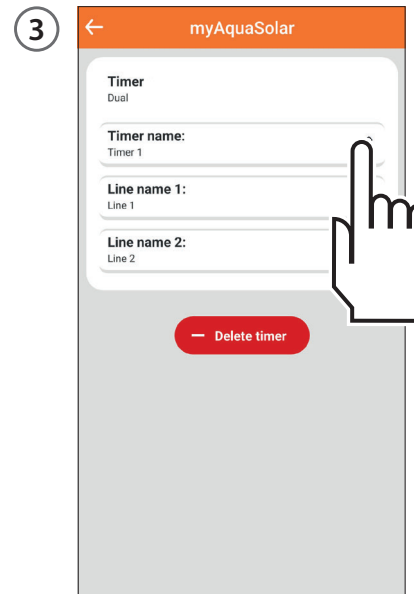 3
myAquaSolar
Timer
Dual
Timer name:
Timer 1
Line name 1:
Line 1
Line name 2:
Line 2
Delete timer